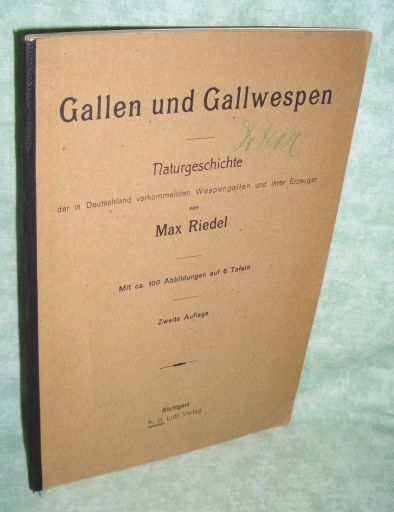 Gallen und Gallwespen
Naturgeschichte
der in Deutschland vorkommenden Wespengallen und ihrer Erzeuger
von
Max Riedel
Mit ca. 100 Abbildungen auf 6 Tafeln
Zweite Auflage
Stuttgart
K. G. Lutz Verlag